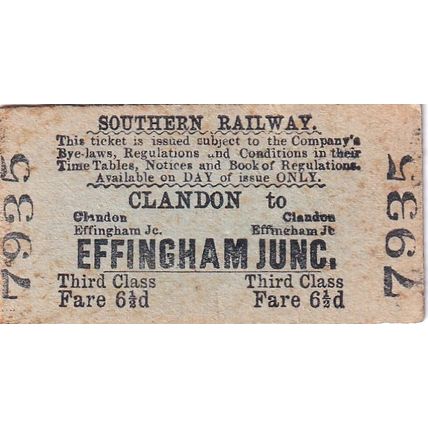 SOUTHERN RAILWAY.
This ticket is issued subject to the Company's
Bye-laws, Regulations and Conditions in their
Time Tables, Notices and Book of Regulations.
Available on DAY of issue ONLY.
CLANDON to
Clandon Clandon
Effingham Jc. Effingham Jc
EFFINGHAM JUNC.
Third Class Third Class
Fare 6½d Fare 6½d
7935
7935